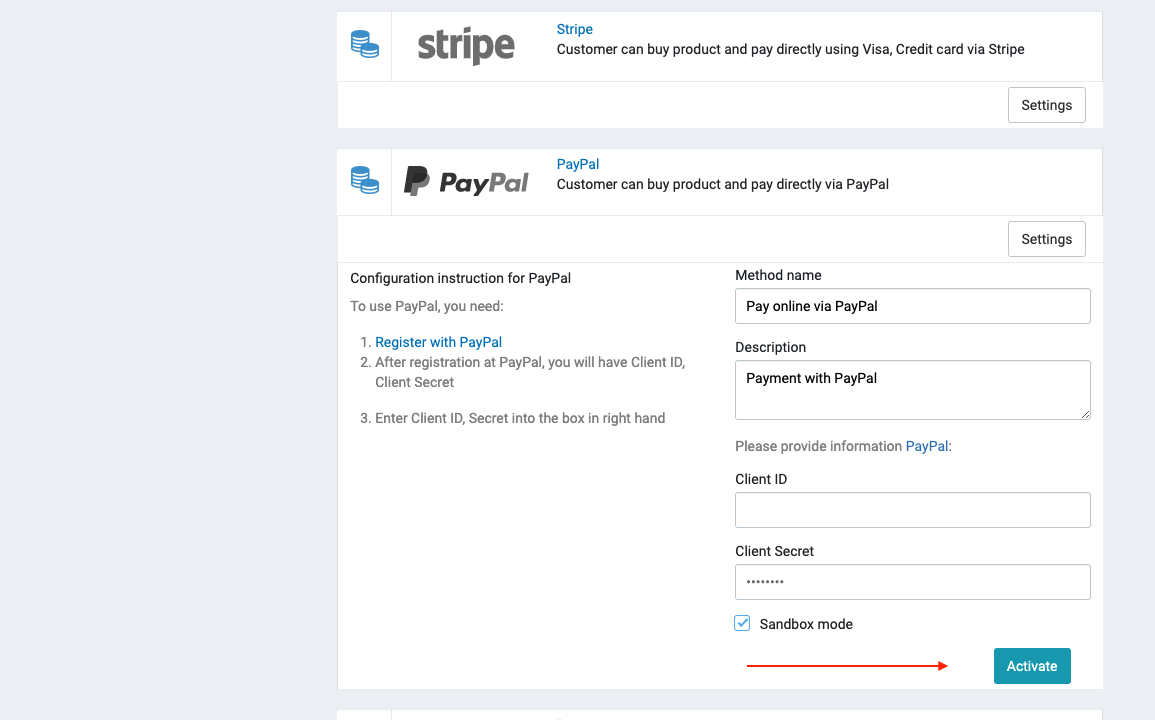 stripe
Stripe
Customer can buy product and pay directly using Visa, Credit card via Stripe
Settings
PayPal
PayPal
Customer can buy product and pay directly via PayPal
Settings
Configuration instruction for PayPal
To use PayPal, you need:
1. Register with PayPal
2. After registration at PayPal, you will have Client ID,
Client Secret
3. Enter Client ID, Secret into the box in right hand
Method name
Pay online via PayPal
Description
Payment with PayPal
Please provide information PayPal:
Client ID
Client Secret
••••••••
Sandbox mode
Activate